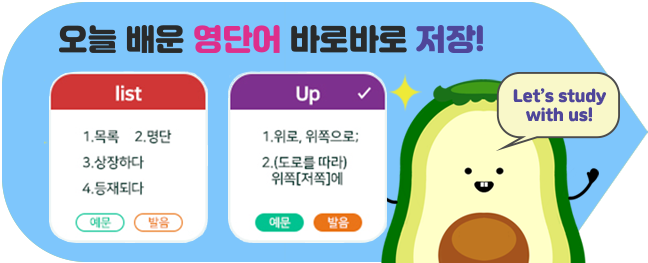 오늘 배운 영단어 바로바로 저장!
list
1.목록 2.명단
3.상장하다
4.등재되다
예문 발음
Up
1.위로, 위쪽으로;
2.(도로를 따라)
위쪽[저쪽]에
예문 발음
Let's study
with us!